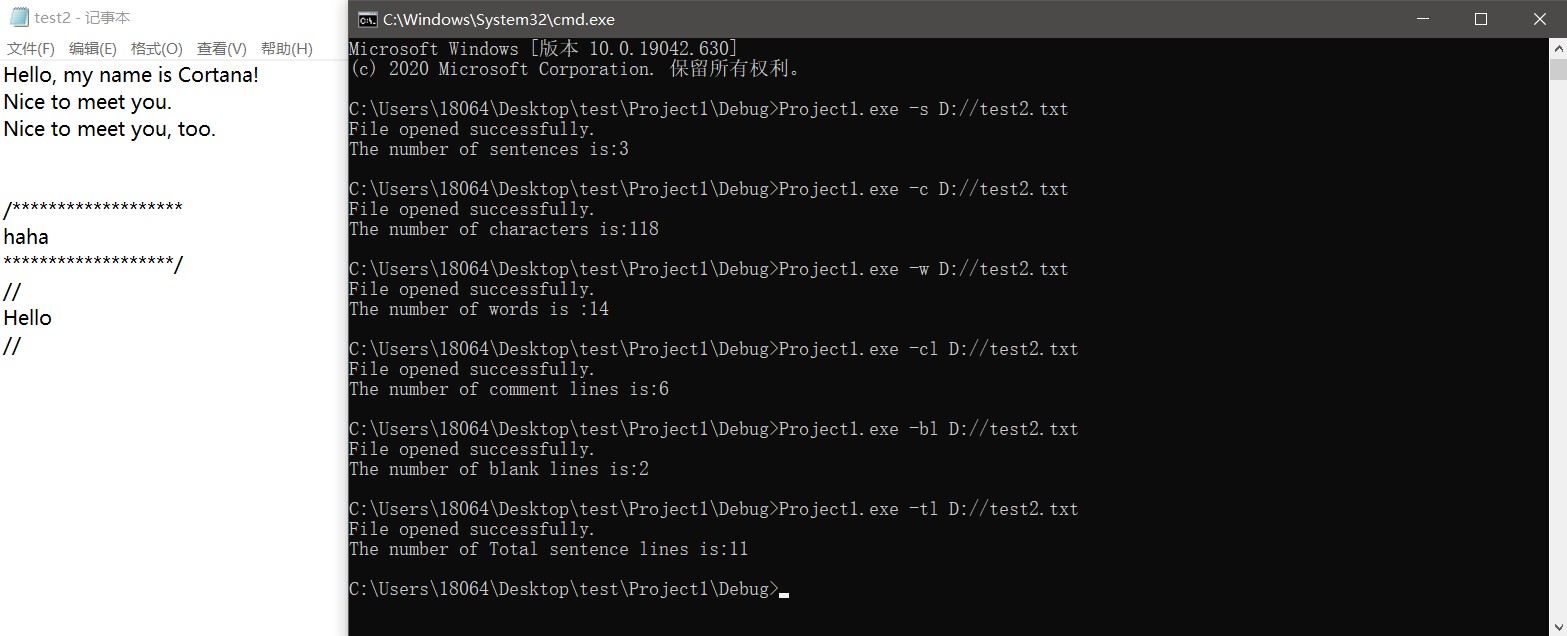 test2 - 记事本
文件(F) 编辑(E) 格式(O) 查看(V) 帮助(H)
Hello, my name is Cortana!
Nice to meet you.
Nice to meet you, too.
/*******************
haha
*******************/
//
Hello
//
C:\Windows\System32\cmd.exe
Microsoft Windows [版本 10.0.19042.630]
(c) 2020 Microsoft Corporation. 保留所有权利。
C:\Users\18064\Desktop\test\Project1\Debug>Project1.exe -s D://test2.txt
File opened successfully.
The number of sentences is:3
C:\Users\18064\Desktop\test\Project1\Debug>Project1.exe -c D://test2.txt
File opened successfully.
The number of characters is:118
C:\Users\18064\Desktop\test\Project1\Debug>Project1.exe -w D://test2.txt
File opened successfully.
The number of words is :14
C:\Users\18064\Desktop\test\Project1\Debug>Project1.exe -cl D://test2.txt
File opened successfully.
The number of comment lines is:6
C:\Users\18064\Desktop\test\Project1\Debug>Project1.exe -bl D://test2.txt
File opened successfully.
The number of blank lines is:2
C:\Users\18064\Desktop\test\Project1\Debug>Project1.exe -tl D://test2.txt
File opened successfully.
The number of Total sentence lines is:11
C:\Users\18064\Desktop\test\Project1\Debug>